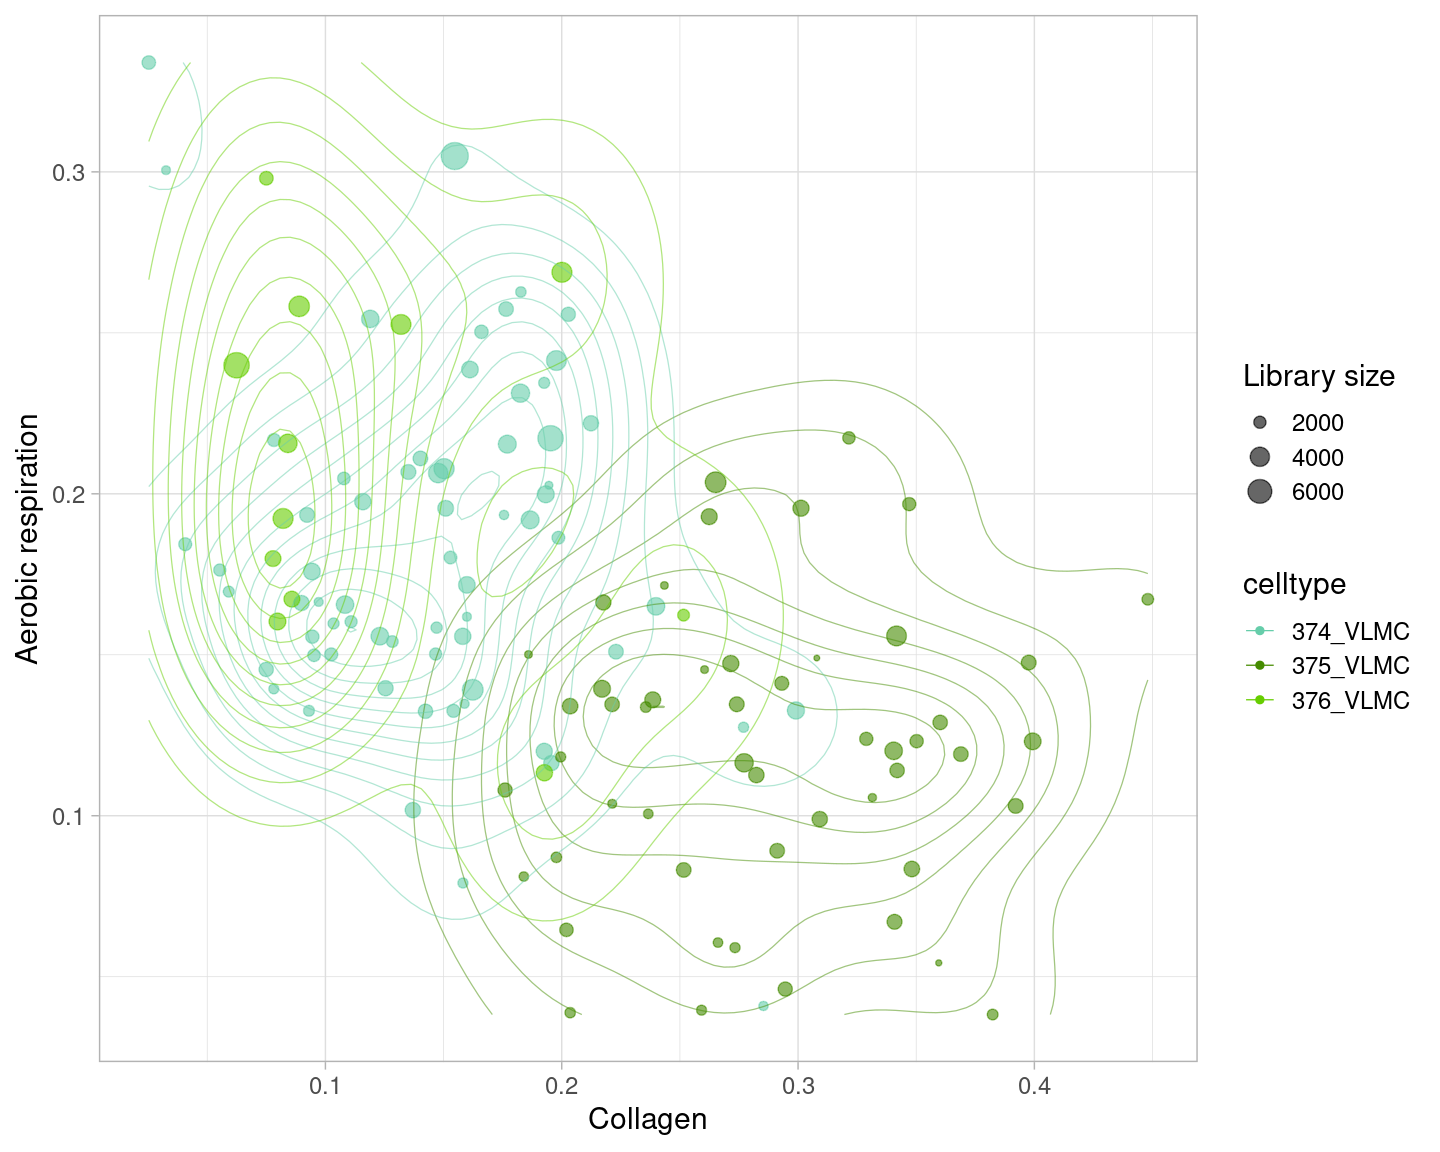 Aerobic respiration
0.3
0.2
0.1
0.1
0.2
0.3
0.4
Collagen
Library size
2000
4000
6000
celltype
374_VLMC
375_VLMC
376_VLMC